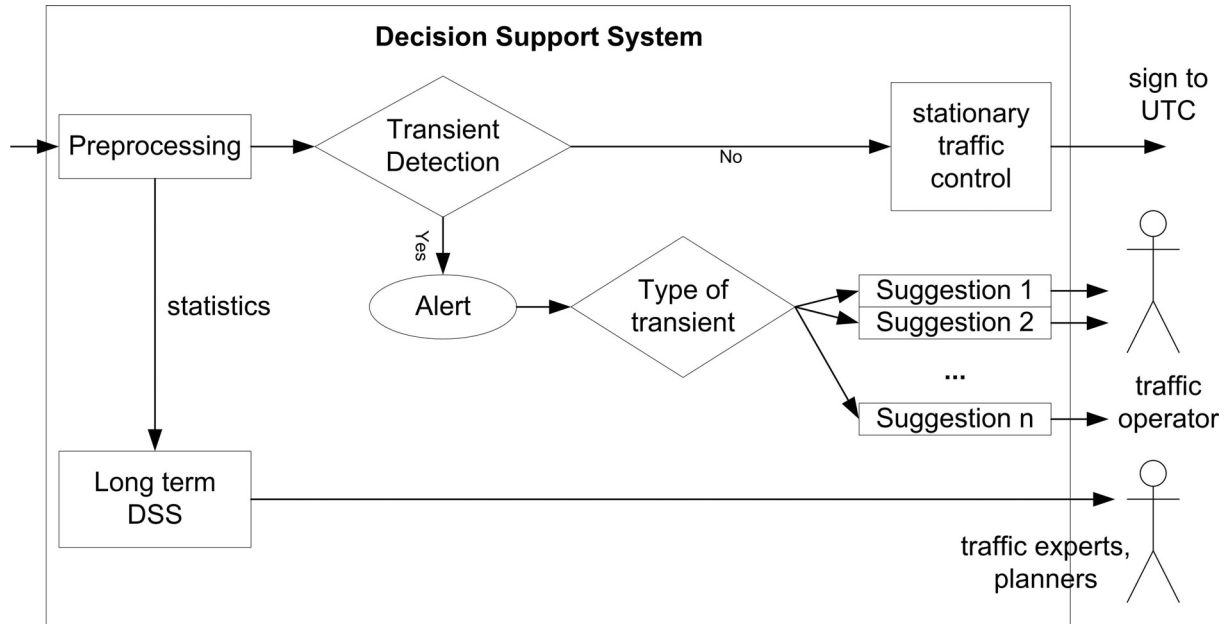 Decision Support System
Preprocessing
Transient
Detection
No
stationary
traffic
control
sign to
UTC
Yes
Alert
Type of
transient
Suggestion 1
Suggestion 2
...
Suggestion n
traffic
operator
statistics
Long term
DSS
traffic experts,
planners